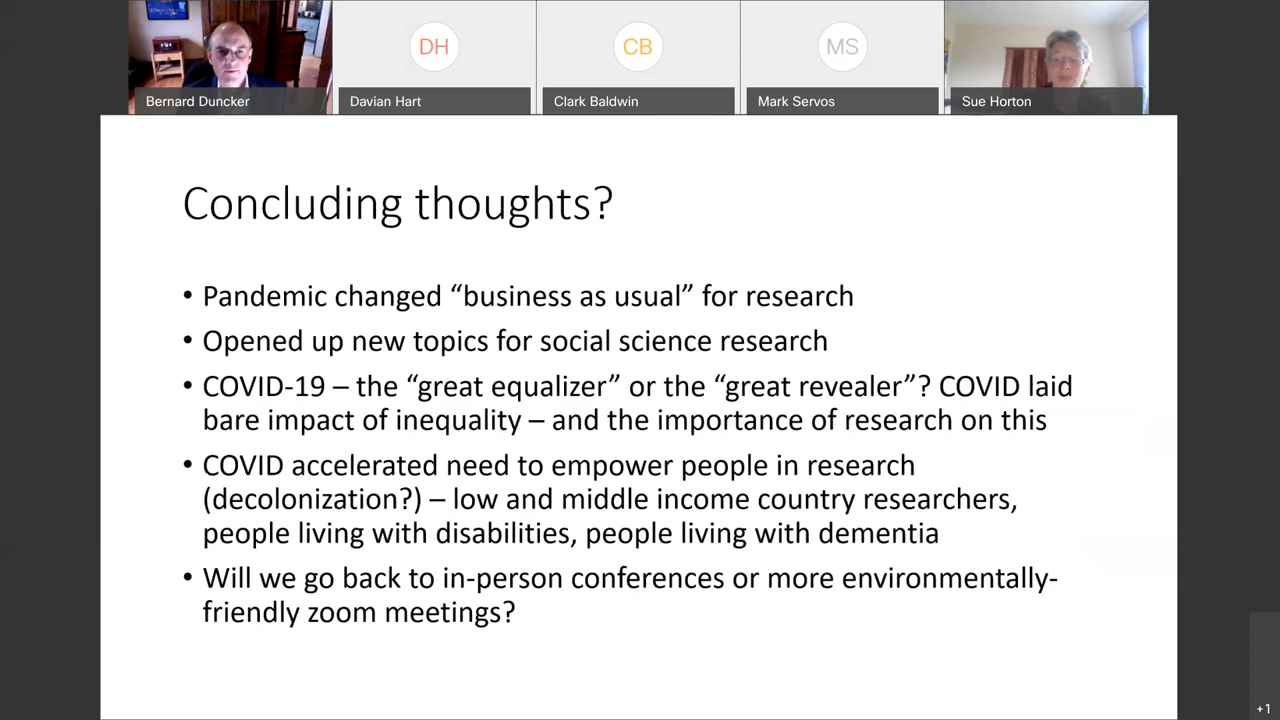 DH
CB
MS
Bernard Duncker
Davian Hart
Clark Baldwin
Mark Servos
Sue Horton
Concluding thoughts?
• Pandemic changed “business as usual” for research
• Opened up new topics for social science research
• COVID-19 – the “great equalizer” or the “great revealer”? COVID laid
bare impact of inequality – and the importance of research on this
• COVID accelerated need to empower people in research
(decolonization?) – low and middle income country researchers,
people living with disabilities, people living with dementia
• Will we go back to in-person conferences or more environmentally-
friendly zoom meetings?
+1